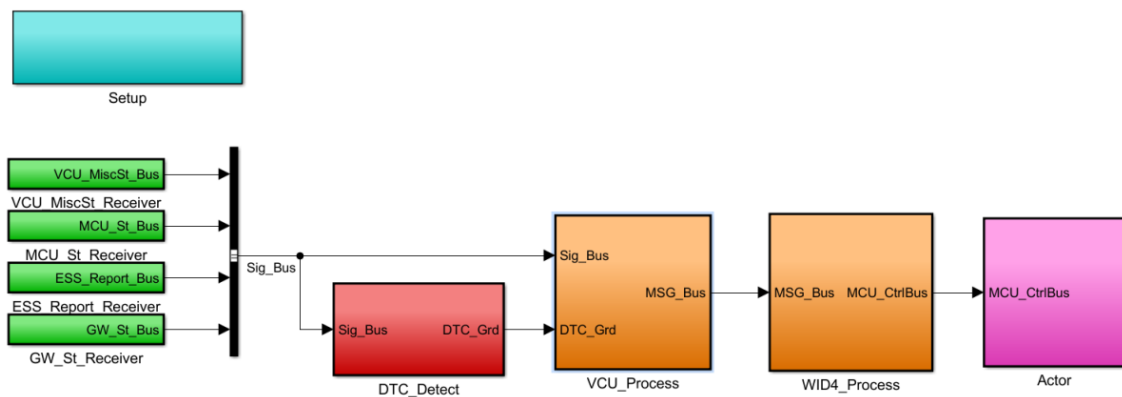 Setup
VCU_MiscSt_Bus
VCU_MiscSt_Receiver
MCU_St_Bus
MCU_St_Receiver
ESS_Report_Bus
ESS_Report_Receiver
GW_St_Bus
GW_St_Receiver
Sig_Bus
Sig_Bus DTC_Grd
DTC_Detect
Sig_Bus
MSG_Bus
DTC_Grd
VCU_Process
MSG_Bus MCU_CtrlBus
WID4_Process
MCU_CtrlBus
Actor